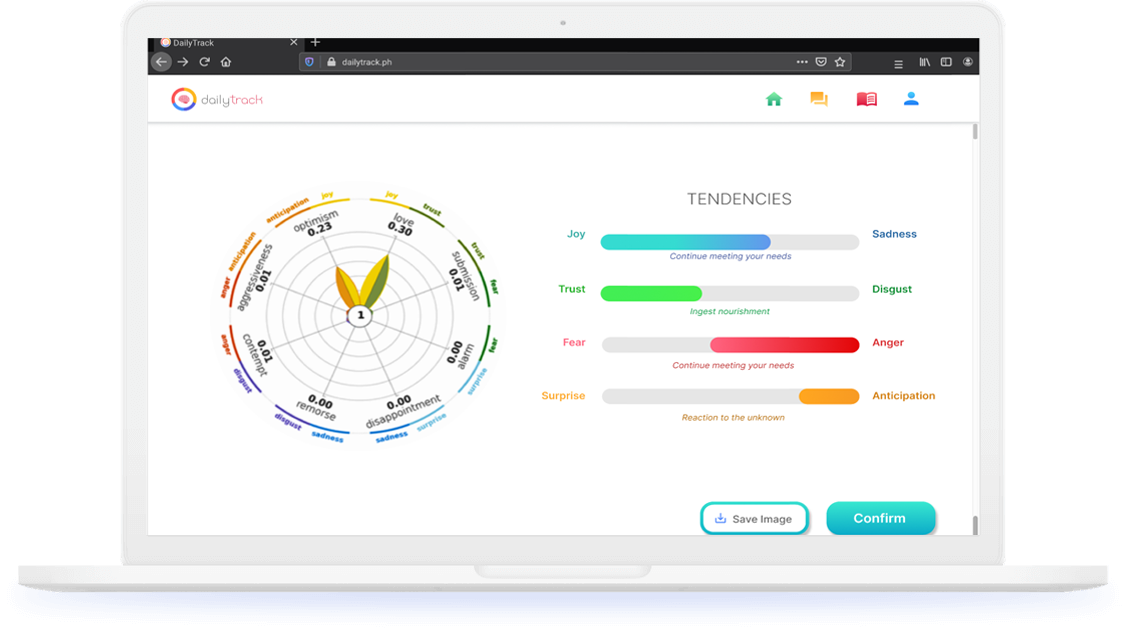 DailyTrack
dailytrack.ph
dailytrack
TENDENCIES
Joy
Sadness
Continue meeting your needs
Trust
Disgust
Ingest nourishment
Fear
Anger
Continue meeting your needs
Surprise
Anticipation
Reaction to the unknown
joy
joy
anticipation
trust
optimism
0.23
love
0.30
anticipation
trust
aggressiveness
0.01
submission
0.01
anger
fear
1
anger
fear
contempt
0.01
alarm
0.00
disgust
surprise
remorse
0.00
disappointment
0.00
disgust
surprise
sadness
sadness
Save Image
Confirm